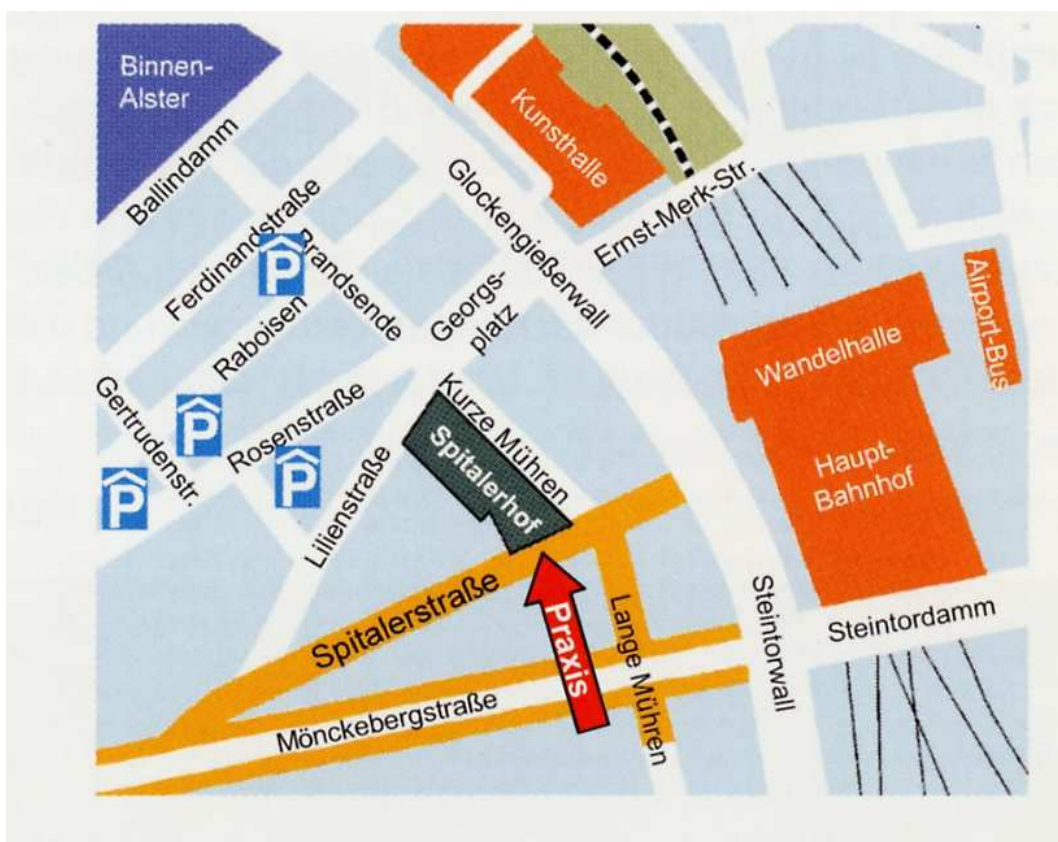 Binnen-
Alster
Ballindamm
Kunsthalle
Glockengießerwall
Ernst-Merk-Str.
Ferdinandstraße
P
Brandsende
Georgs-
platz
Raboisen
Airport-Bus
Wandelhalle
Gertrudenstr.
P
Rosenstraße
Kurze Mühren
Spitalerhof
Haupt-
Bahnhof
P
P
Lilienstraße
Spitalerstraße
Praxis
Lange Mühren
Steintorwall
Steintordamm
Mönckebergstraße